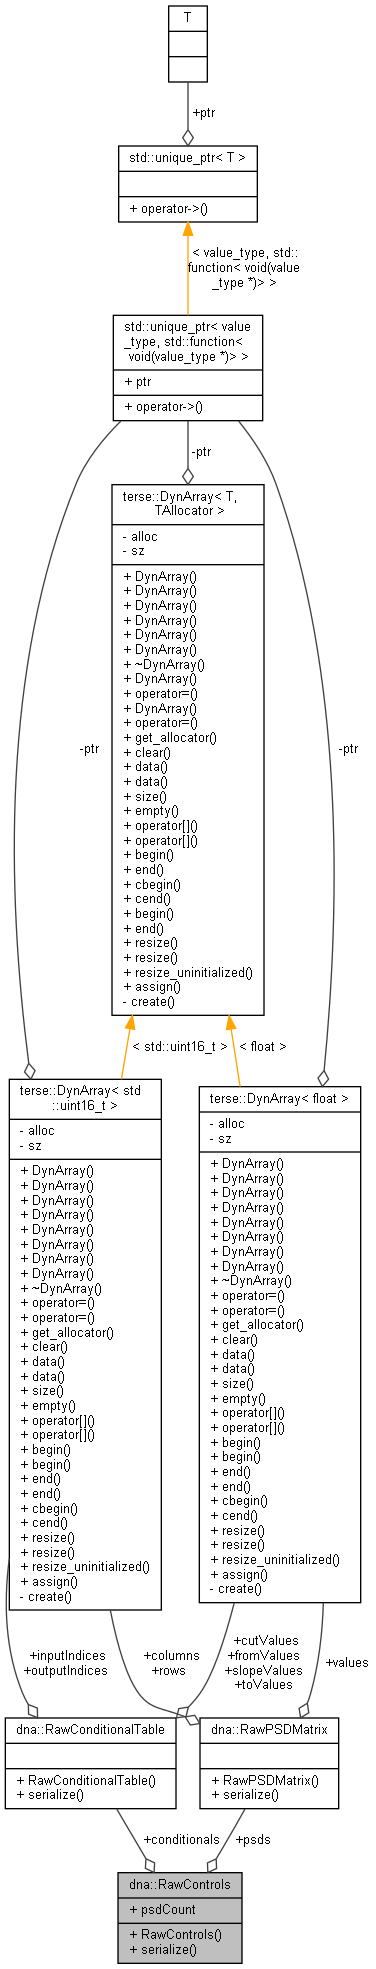 T
+ptr
std::unique_ptr< T >
+ operator->()
< value_type, std::
function< void(value
_type *)> >
std::unique_ptr< value
_type, std::function<
void(value_type *)> >
+ ptr
+ operator->()
-ptr
-ptr
-ptr
terse::DynArray< T,
TAllocator >
- alloc
- sz
+ DynArray()
+ DynArray()
+ DynArray()
+ DynArray()
+ DynArray()
+ DynArray()
+ ~DynArray()
+ DynArray()
+ operator=()
+ DynArray()
+ operator=()
+ get_allocator()
+ clear()
+ data()
+ data()
+ size()
+ empty()
+ operator[]()
+ operator[]()
+ begin()
+ end()
+ cbegin()
+ cend()
+ begin()
+ end()
+ resize()
+ resize()
+ resize_uninitialized()
+ assign()
- create()
< std::uint16_t >
< float >
terse::DynArray< std
::uint16_t >
- alloc
- sz
+ DynArray()
+ DynArray()
+ DynArray()
+ DynArray()
+ DynArray()
+ DynArray()
+ DynArray()
+ DynArray()
+ ~DynArray()
+ operator=()
+ operator=()
+ get_allocator()
+ clear()
+ data()
+ data()
+ size()
+ empty()
+ operator[]()
+ operator[]()
+ begin()
+ begin()
+ end()
+ end()
+ cbegin()
+ cend()
+ resize()
+ resize()
+ resize_uninitialized()
+ assign()
- create()
terse::DynArray< float >
- alloc
- sz
+ DynArray()
+ DynArray()
+ DynArray()
+ DynArray()
+ DynArray()
+ DynArray()
+ DynArray()
+ DynArray()
+ ~DynArray()
+ operator=()
+ operator=()
+ get_allocator()
+ clear()
+ data()
+ data()
+ size()
+ empty()
+ operator[]()
+ operator[]()
+ begin()
+ begin()
+ end()
+ end()
+ cbegin()
+ cend()
+ resize()
+ resize()
+ resize_uninitialized()
+ assign()
- create()
+inputIndices
+outputIndices
+columns
+rows
+cutValues
+fromValues
+slopeValues
+toValues
+values
dna::RawConditionalTable
+ RawConditionalTable()
+ serialize()
dna::RawPSDMatrix
+ RawPSDMatrix()
+ serialize()
+conditionals
+psds
dna::RawControls
+ psdCount
+ RawControls()
+ serialize()